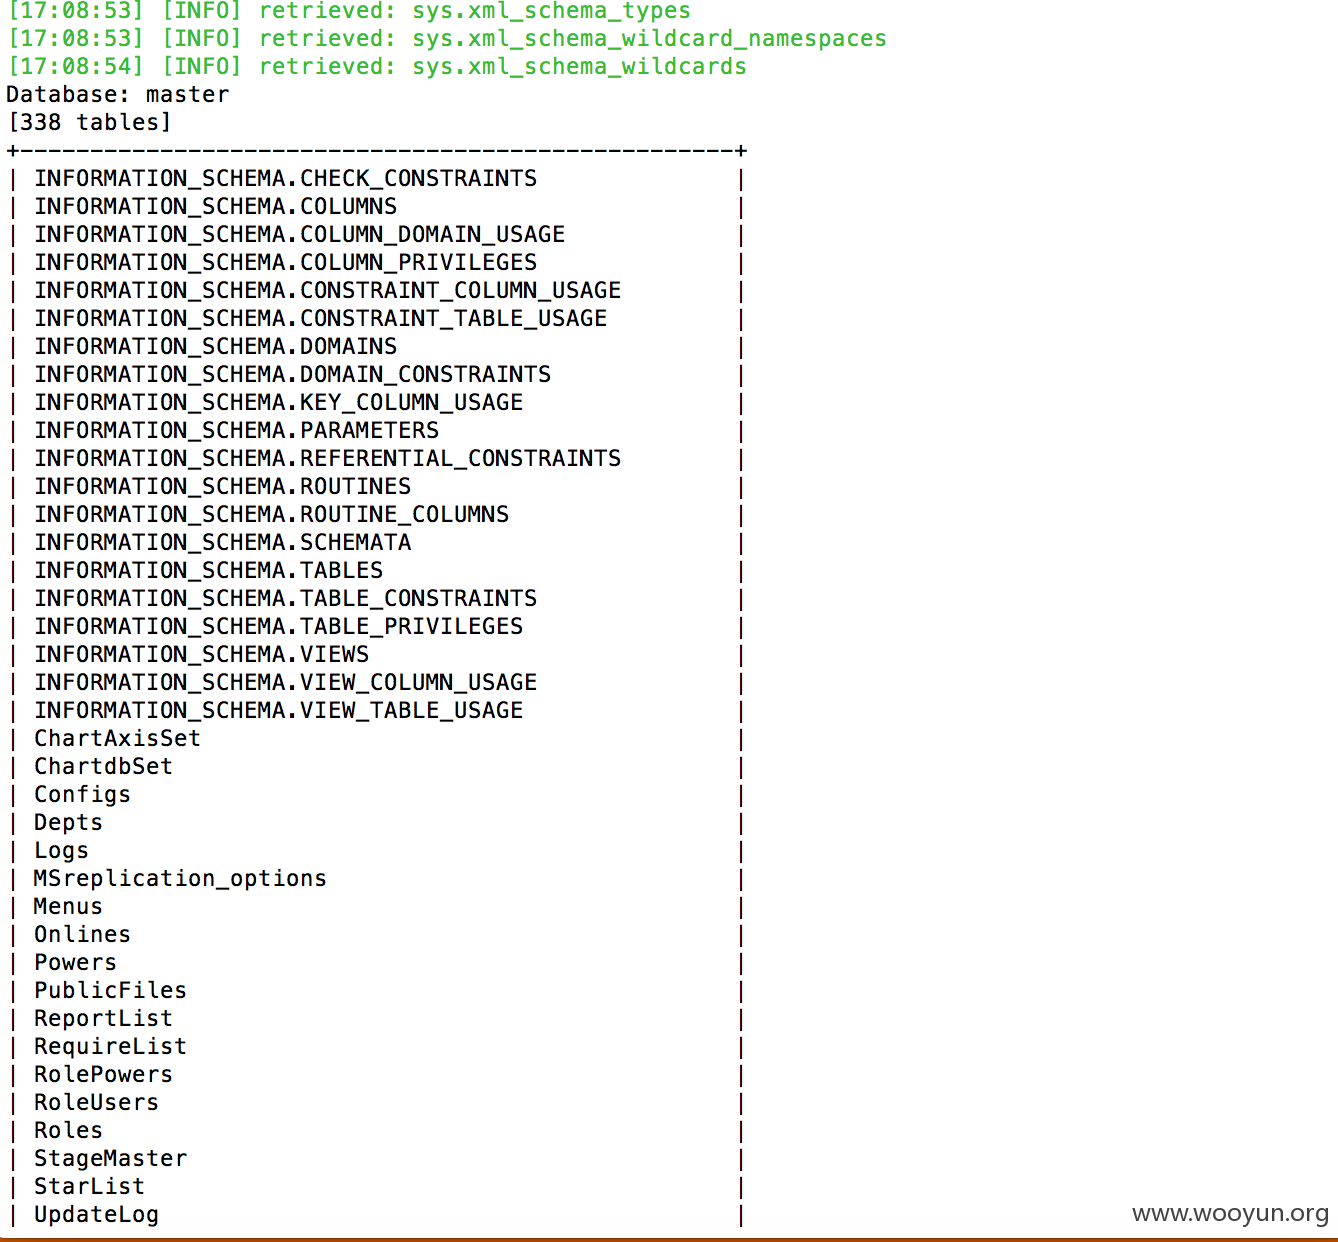 [17:08:53] [INFO] retrieved: sys.xml_schema_types
[17:08:53] [INFO] retrieved: sys.xml_schema_wildcard_namespaces
[17:08:54] [INFO] retrieved: sys.xml_schema_wildcards
Database: master
[338 tables]
+---------------------------------------------------+
| INFORMATION_SCHEMA.CHECK_CONSTRAINTS              |
| INFORMATION_SCHEMA.COLUMNS                        |
| INFORMATION_SCHEMA.COLUMN_DOMAIN_USAGE            |
| INFORMATION_SCHEMA.COLUMN_PRIVILEGES              |
| INFORMATION_SCHEMA.CONSTRAINT_COLUMN_USAGE        |
| INFORMATION_SCHEMA.CONSTRAINT_TABLE_USAGE         |
| INFORMATION_SCHEMA.DOMAINS                        |
| INFORMATION_SCHEMA.DOMAIN_CONSTRAINTS             |
| INFORMATION_SCHEMA.KEY_COLUMN_USAGE               |
| INFORMATION_SCHEMA.PARAMETERS                     |
| INFORMATION_SCHEMA.REFERENTIAL_CONSTRAINTS        |
| INFORMATION_SCHEMA.ROUTINES                       |
| INFORMATION_SCHEMA.ROUTINE_COLUMNS                |
| INFORMATION_SCHEMA.SCHEMATA                       |
| INFORMATION_SCHEMA.TABLES                         |
| INFORMATION_SCHEMA.TABLE_CONSTRAINTS              |
| INFORMATION_SCHEMA.TABLE_PRIVILEGES               |
| INFORMATION_SCHEMA.VIEWS                          |
| INFORMATION_SCHEMA.VIEW_COLUMN_USAGE              |
| INFORMATION_SCHEMA.VIEW_TABLE_USAGE               |
| ChartAxisSet                                      |
| ChartdbSet                                        |
| Configs                                           |
| Depts                                             |
| Logs                                              |
| MSreplication_options                             |
| Menus                                             |
| Onlines                                           |
| Powers                                            |
| PublicFiles                                       |
| ReportList                                        |
| RequireList                                       |
| RolePowers                                        |
| RoleUsers                                         |
| Roles                                             |
| StageMaster                                       |
| StarList                                          |
| UpdateLog                                         |
www.wooyun.org